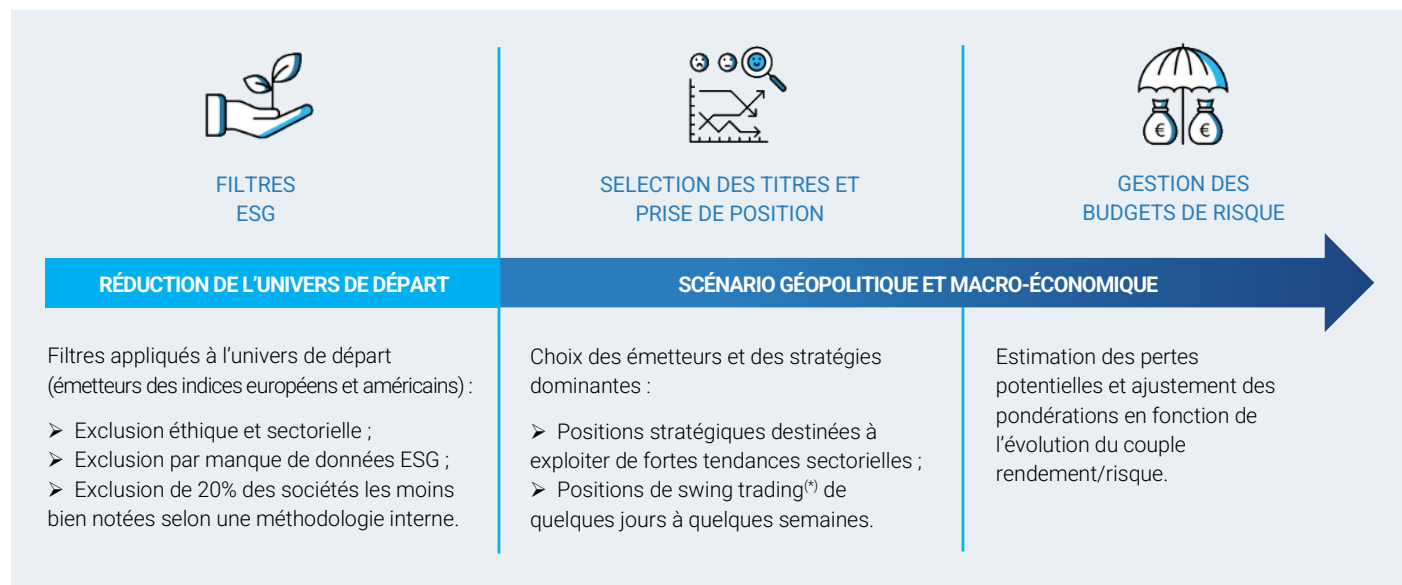 FILTRES
ESG
SELECTION DES TITRES ET
PRISE DE POSITION
GESTION DES
BUDGETS DE RISQUE
RÉDUCTION DE L’UNIVERS DE DÉPART
SCÉNARIO GÉOPOLITIQUE ET MACRO-ÉCONOMIQUE
Filtres appliqués à l’univers de départ
(émetteurs des indices européens et américains) :
➢ Exclusion éthique et sectorielle ;
➢ Exclusion par manque de données ESG ;
➢ Exclusion de 20% des sociétés les moins
bien notées selon une méthodologie interne.
Choix des émetteurs et des stratégies
dominantes :
➢ Positions stratégiques destinées à
exploiter de fortes tendances sectorielles ;
➢ Positions de swing trading(*) de
quelques jours à quelques semaines.
Estimation des pertes
potentielles et ajustement des
pondérations en fonction de
l’évolution du couple
rendement/risque.